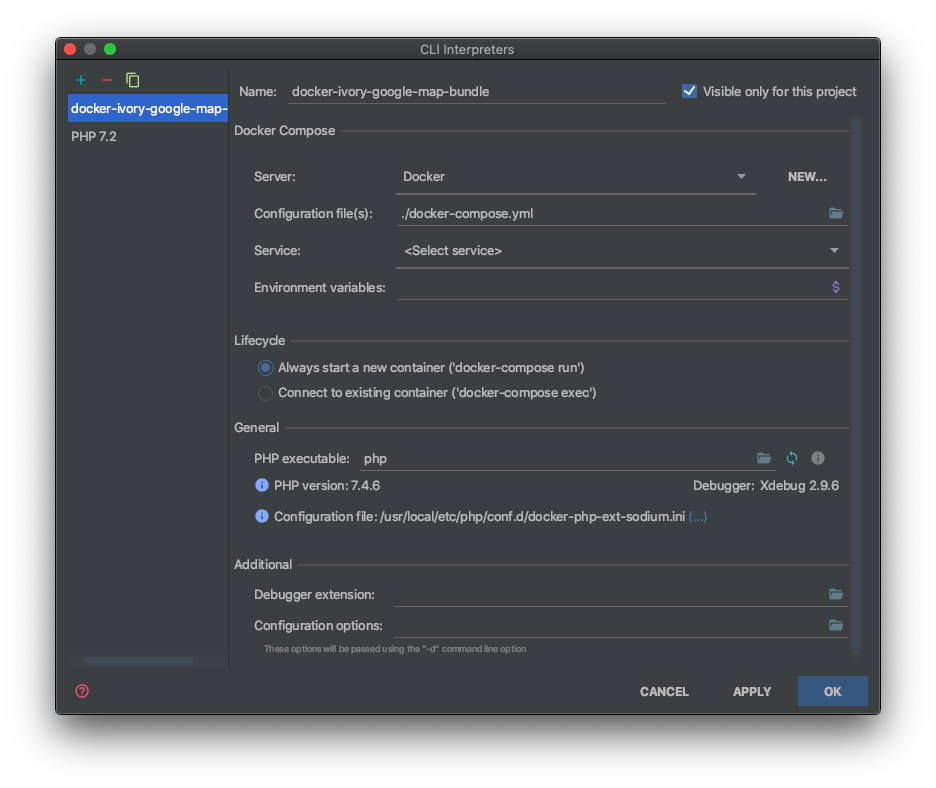 CLI Interpreters
docker-ivory-google-map-
PHP 7.2
Name: docker-ivory-google-map-bundle Visible only for this project
Docker Compose
Server: Docker NEW...
Configuration file(s): ./docker-compose.yml
Service: <Select service>
Environment variables: $
Lifecycle
Always start a new container ('docker-compose run')
Connect to existing container ('docker-compose exec')
General
PHP executable: php
PHP version: 7.4.6 Debugger: Xdebug 2.9.6
Configuration file: /usr/local/etc/php/conf.d/docker-php-ext-sodium.ini (...)
Additional
Debugger extension:
Configuration options:
These options will be passed using the "-d" command line option
? CANCEL APPLY OK